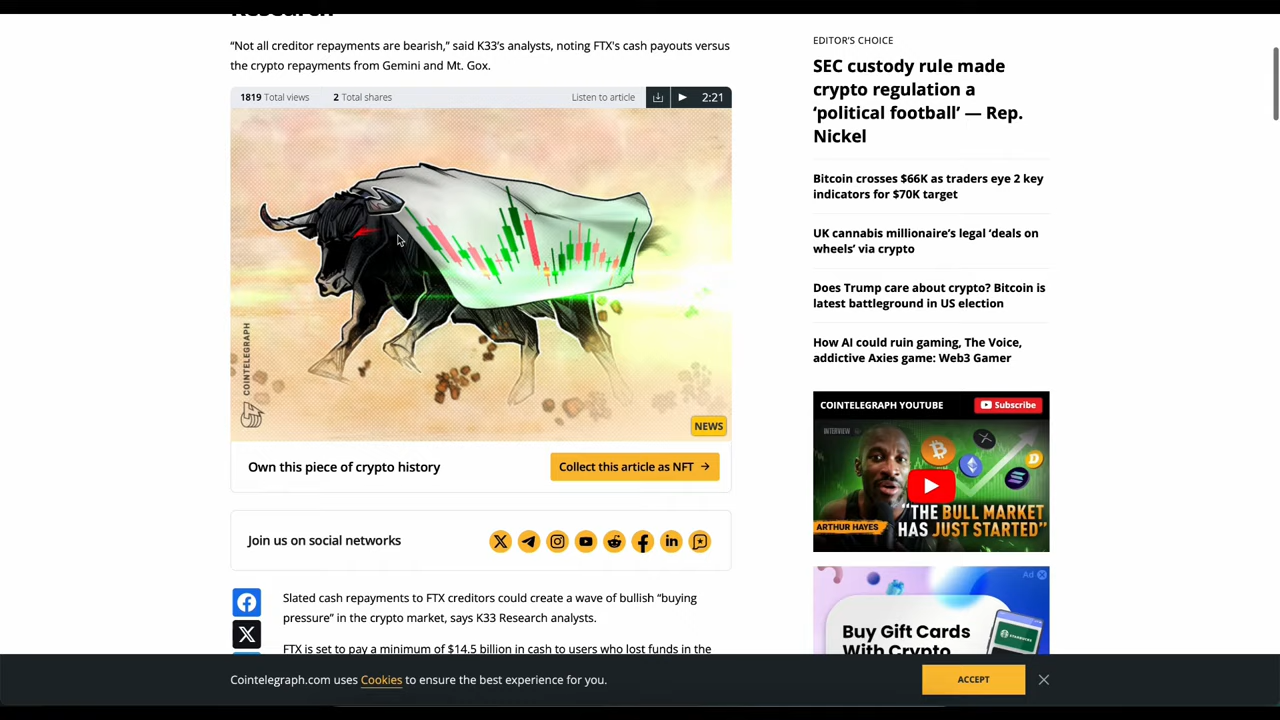 Research
“Not all creditor repayments are bearish,” said K33’s analysts, noting FTX's cash payouts versus
the crypto repayments from Gemini and Mt. Gox.
1819 Total views 2 Total shares Listen to article 2:21
COINTELEGRAPH
NEWS
Own this piece of crypto history
Collect this article as NFT →
Join us on social networks
Slated cash repayments to FTX creditors could create a wave of bullish “buying
pressure” in the crypto market, says K33 Research analysts.
FTX is set to pay a minimum of $14.5 billion in cash to users who lost funds in the
EDITOR’S CHOICE
SEC custody rule made
crypto regulation a
‘political football’ — Rep.
Nickel
Bitcoin crosses $66K as traders eye 2 key
indicators for $70K target
UK cannabis millionaire’s legal ‘deals on
wheels’ via crypto
Does Trump care about crypto? Bitcoin is
latest battleground in US election
How AI could ruin gaming, The Voice,
addictive Axies game: Web3 Gamer
COINTELEGRAPH YOUTUBE
Subscribe
INTERVIEW
ARTHUR HAYES
“THE BULL MARKET
HAS JUST STARTED”
Ad
Buy Gift Cards
With Crypto
Cointelegraph.com uses Cookies to ensure the best experience for you.
ACCEPT